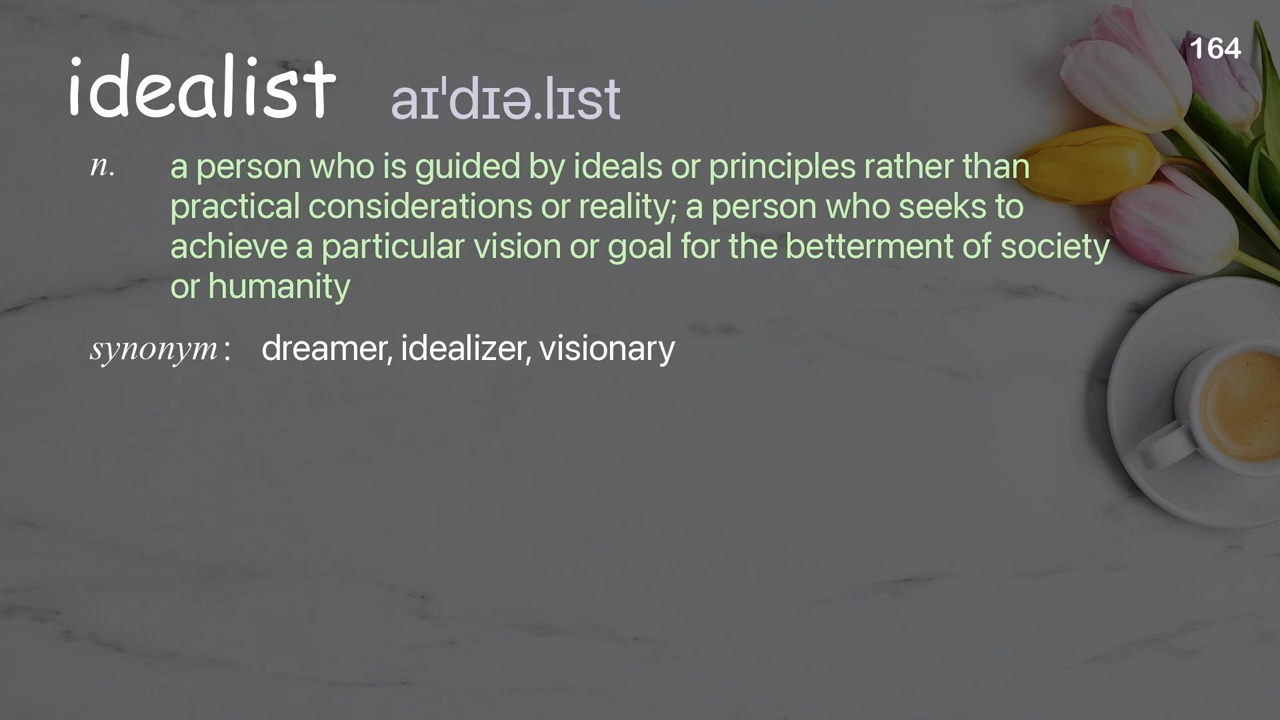 164
idealist aɪˈdɪə.lɪst
n. a person who is guided by ideals or principles rather than
practical considerations or reality; a person who seeks to
achieve a particular vision or goal for the betterment of society
or humanity
synonym : dreamer, idealizer, visionary